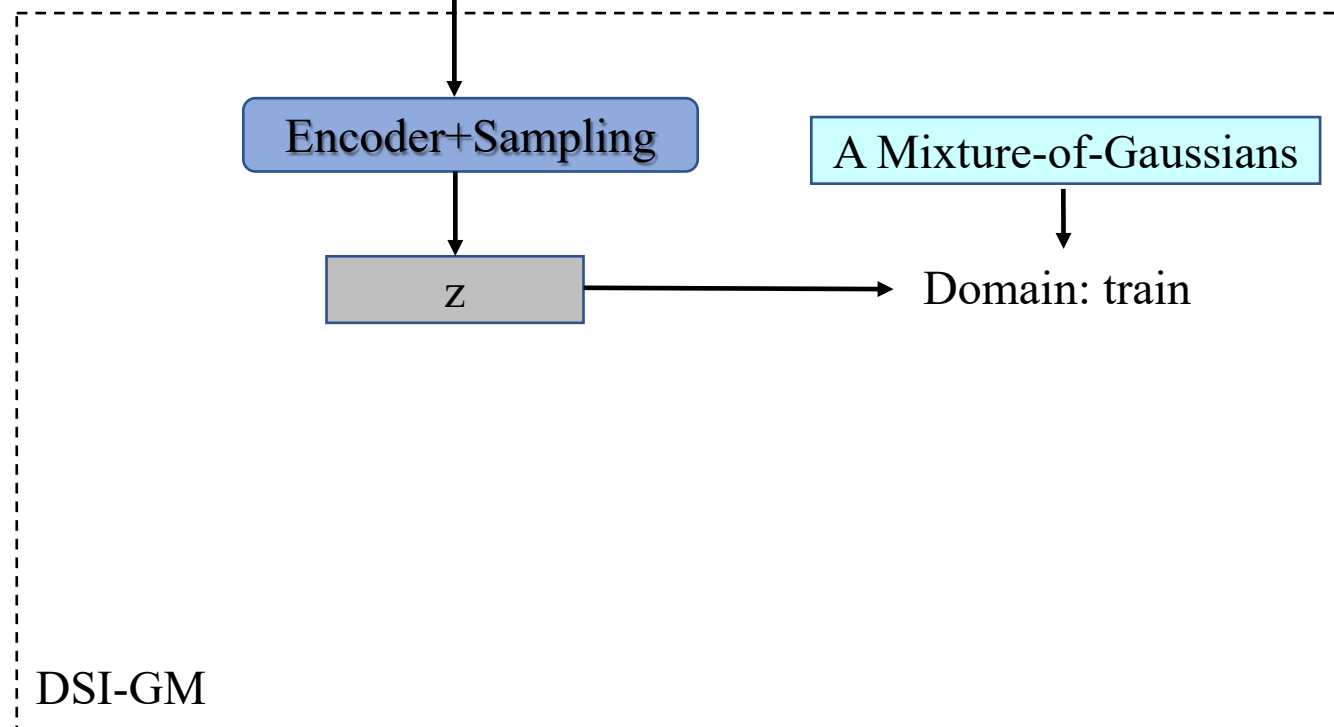 Encoder+Sampling
A Mixture-of-Gaussians
z
Domain: train
DSI-GM